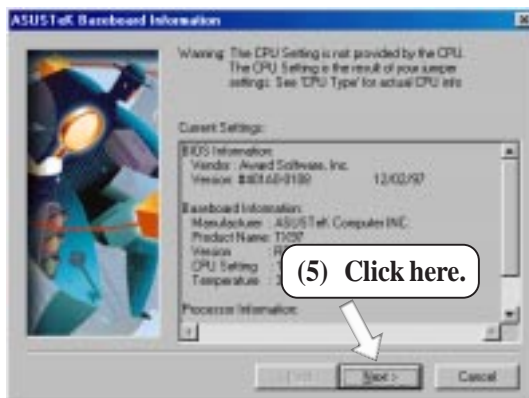 ASUSTeK Baseboard Information
Warning: The CPU Setting is not provided by the CPU.
The CPU Setting is the result of your jumper
settings. See 'CPU Type' for actual CPU info
Current Settings:
BIOS Information
Vendor : Award Software, Inc.
Version 12/02/97
Baseboard Information
Manufacturer : ASUSTeK Computer INC.
Product Name: TX97
Version :
CPU Setting :
Temperature :
Processor Information
(5) Click here.
Next >
Cancel